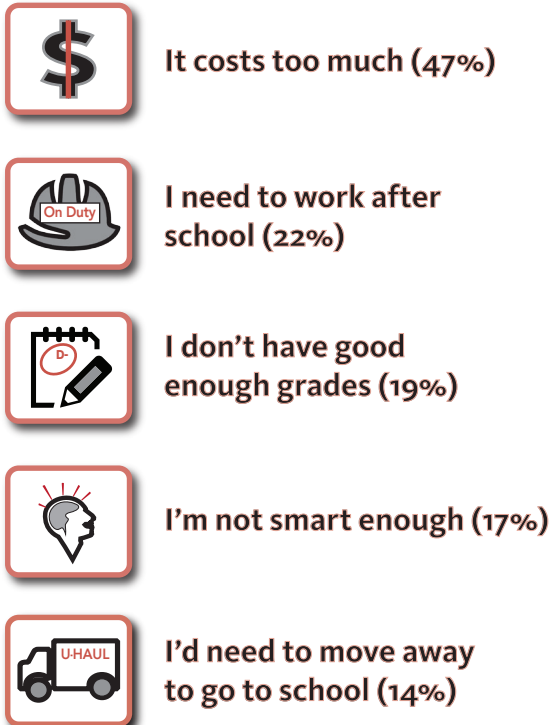 $
It costs too much (47%)
On Duty
I need to work after
school (22%)
D-
I don't have good
enough grades (19%)
I'm not smart enough (17%)
U-HAUL
I'd need to move away
to go to school (14%)